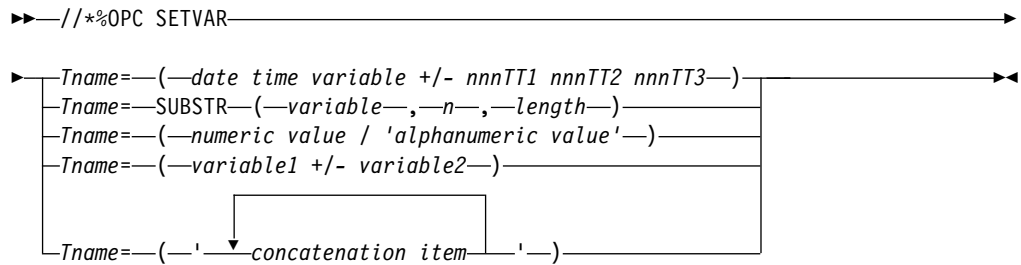 //*%OPC SETVAR
Tname= ( date time variable +/- nnnTT1 nnnTT2 nnnTT3 )
Tname= SUBSTR ( variable , n , length )
Tname= ( numeric value / 'alphanumeric value' )
Tname= ( variable1 +/- variable2 )
Tname= ( ' concatenation item ' )